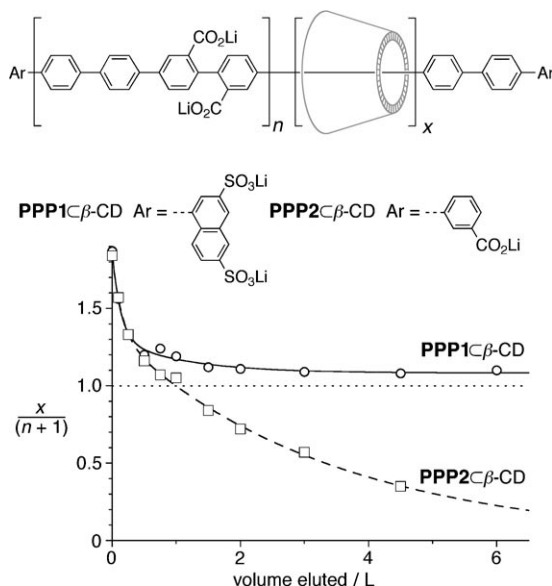 CO₂Li
Ar
LiO₂C
n
x
Ar
PPP1⊂β-CD Ar =
SO₃Li
SO₃Li
PPP2⊂β-CD Ar =
CO₂Li
1.5
1.0
0.5
0
x
(n + 1)
PPP1⊂β-CD
PPP2⊂β-CD
0 2 4 6
volume eluted / L